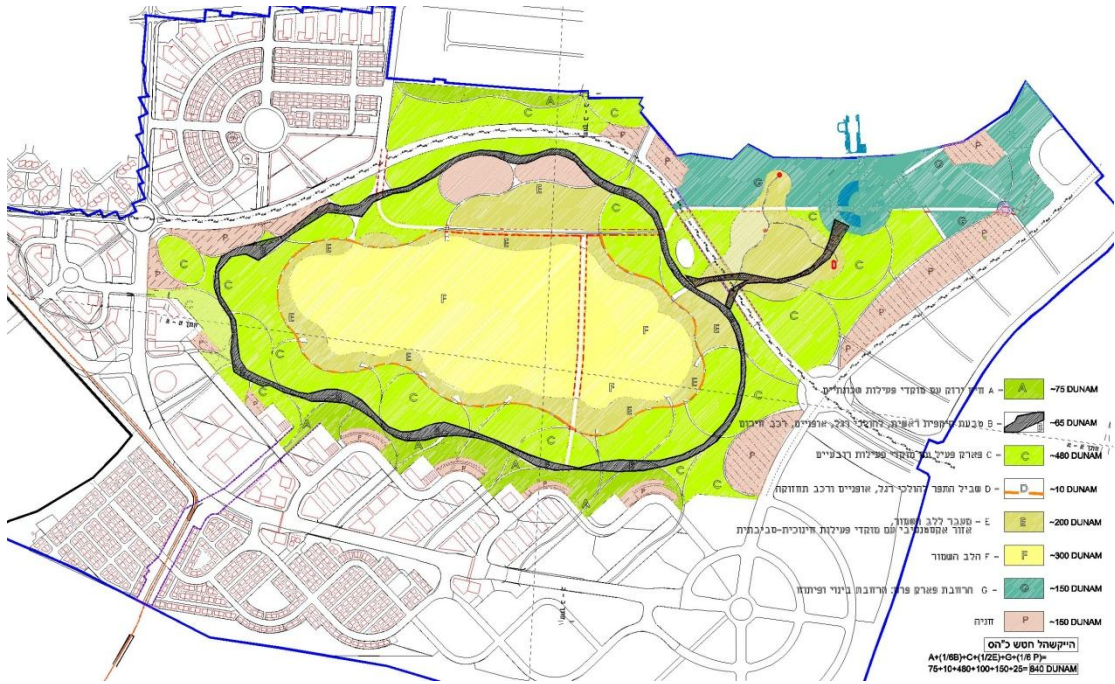 A חיץ ירוק עם מוקדי פעילות שכונתיים A ~75 DUNAM
B טבעת היקפית ראשית, להולכי רגל, אופניים, רכב חירום ~65 DUNAM
C פארק פעיל עם מוקדי פעילות רובעיים C ~480 DUNAM
D שביל התפר להולכי רגל, אופניים ורכב תחזוקה D ~10 DUNAM
E - מעבר ללב השמור,
אזור אקסטנסיבי עם מוקדי פעילות חינוכית-סביבתית E ~200 DUNAM
F הלב השמור F ~300 DUNAM
G הרחבת פארק פרס: הרחבת בינוי ופיתוח G ~150 DUNAM
חניה P ~150 DUNAM
הייקשהל חטש כ"הס
A+(1/6B)+C+(1/2E)+G+(1/6 P)=
75+10+480+100+150+25= 840 DUNAM